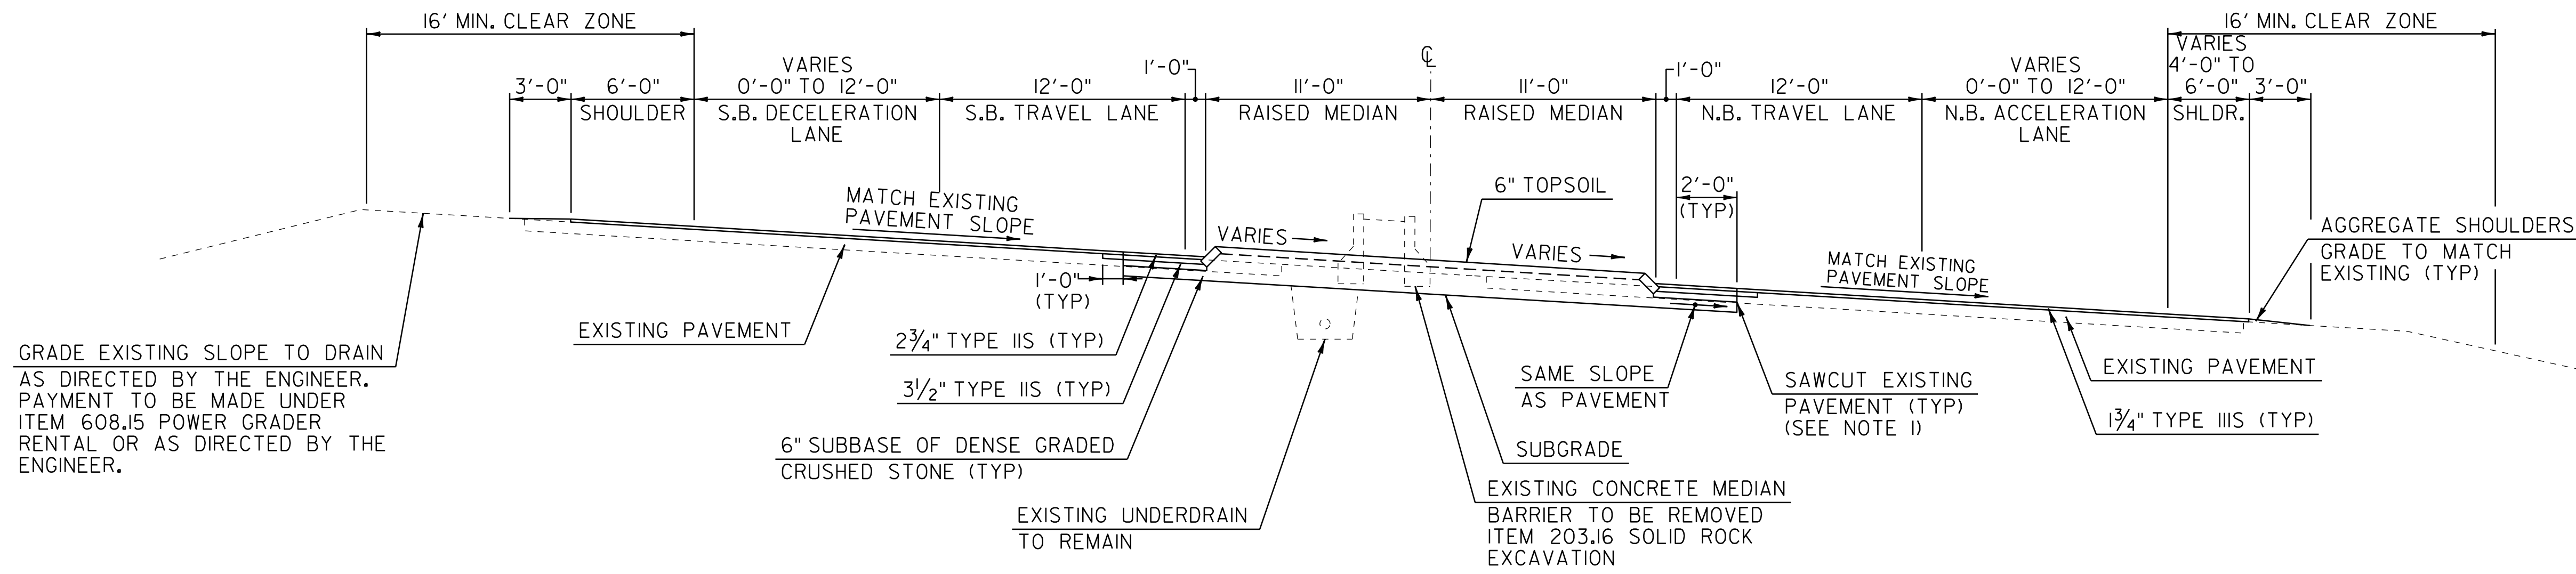 16' MIN. CLEAR ZONE
16' MIN. CLEAR ZONE
℄
3'-0"
6'-0"
SHOULDER
VARIES
0'-0" TO 12'-0"
S.B. DECELERATION
LANE
12'-0"
S.B. TRAVEL LANE
1'-0"
11'-0"
RAISED MEDIAN
11'-0"
RAISED MEDIAN
1'-0"
12'-0"
N.B. TRAVEL LANE
VARIES
0'-0" TO 12'-0"
N.B. ACCELERATION
LANE
VARIES
4'-0" TO
6'-0"
SHLDR.
3'-0"
MATCH EXISTING
PAVEMENT SLOPE
VARIES
6" TOPSOIL
VARIES
2'-0"
(TYP)
MATCH EXISTING
PAVEMENT SLOPE
AGGREGATE SHOULDERS
GRADE TO MATCH
EXISTING (TYP)
1'-0"
(TYP)
EXISTING PAVEMENT
2¾" TYPE IIS (TYP)
3½" TYPE IIS (TYP)
6" SUBBASE OF DENSE GRADED
CRUSHED STONE (TYP)
GRADE EXISTING SLOPE TO DRAIN
AS DIRECTED BY THE ENGINEER.
PAYMENT TO BE MADE UNDER
ITEM 608.15 POWER GRADER
RENTAL OR AS DIRECTED BY THE
ENGINEER.
EXISTING UNDERDRAIN
TO REMAIN
SAME SLOPE
AS PAVEMENT
SUBGRADE
EXISTING CONCRETE MEDIAN
BARRIER TO BE REMOVED
ITEM 203.16 SOLID ROCK
EXCAVATION
SAWCUT EXISTING
PAVEMENT (TYP)
(SEE NOTE 1)
EXISTING PAVEMENT
1¾" TYPE IIIS (TYP)